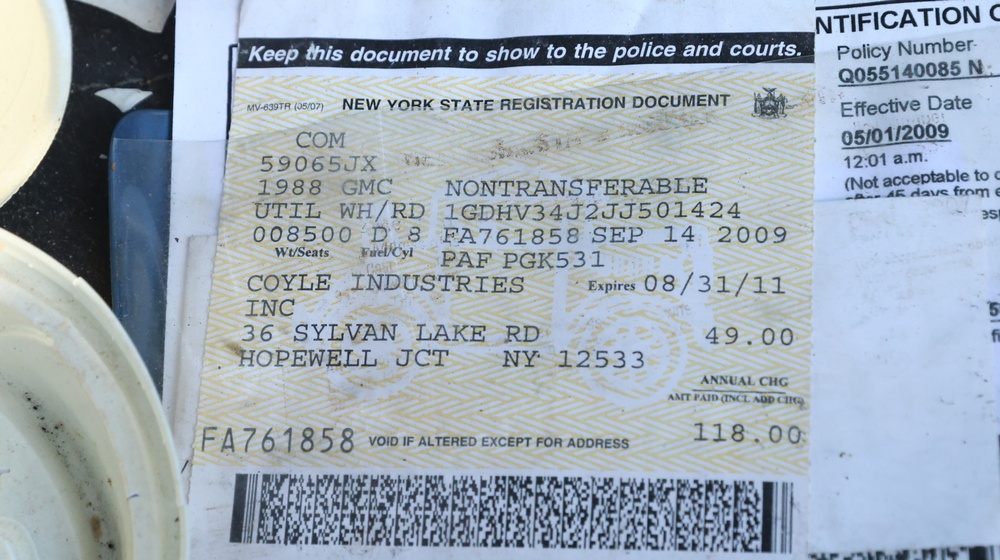 Keep this document to show to the police and courts.
MV-639TR (05/07) NEW YORK STATE REGISTRATION DOCUMENT
COM
59065JX
1988 GMC NONTRANSFERABLE
UTIL WH/RD 1GDHV34J2JJ501424
008500 D 8 FA761858 SEP 14 2009
Wt/Seats Fuel/Cyl PAF PGK531
COYLE INDUSTRIES Expires 08/31/11
INC
36 SYLVAN LAKE RD 49.00
HOPEWELL JCT NY 12533
ANNUAL CHG
AMT PAID (INCL ADD CHG)
FA761858 VOID IF ALTERED EXCEPT FOR ADDRESS 118.00
NTIFICATION C
Policy Number
Q055140085 N
Effective Date
05/01/2009
12:01 a.m.
(Not acceptable to
after 45 days from